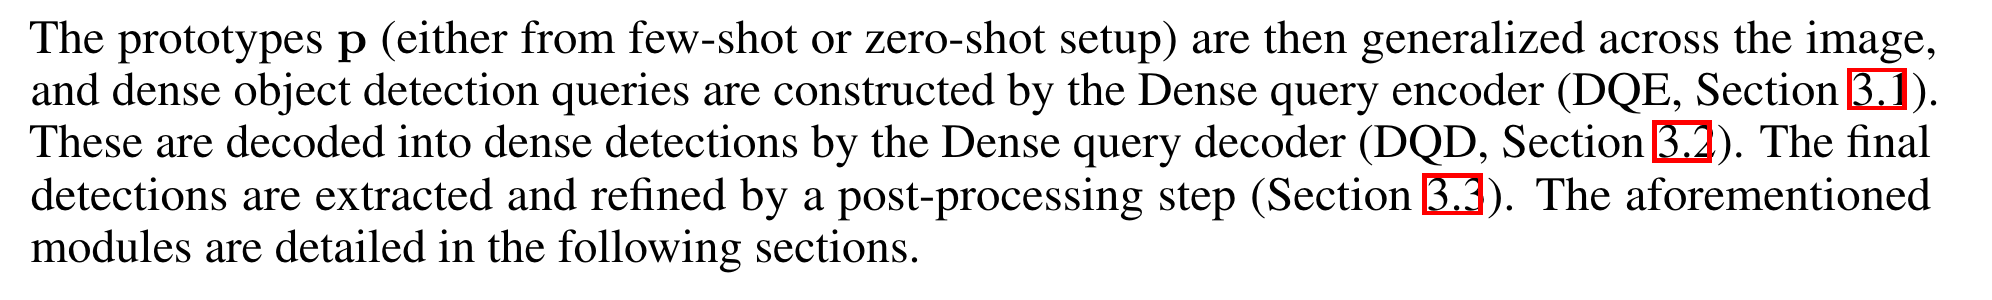 The prototypes p (either from few-shot or zero-shot setup) are then generalized across the image,
and dense object detection queries are constructed by the Dense query encoder (DQE, Section 3.1).
These are decoded into dense detections by the Dense query decoder (DQD, Section 3.2). The final
detections are extracted and refined by a post-processing step (Section 3.3). The aforementioned
modules are detailed in the following sections.